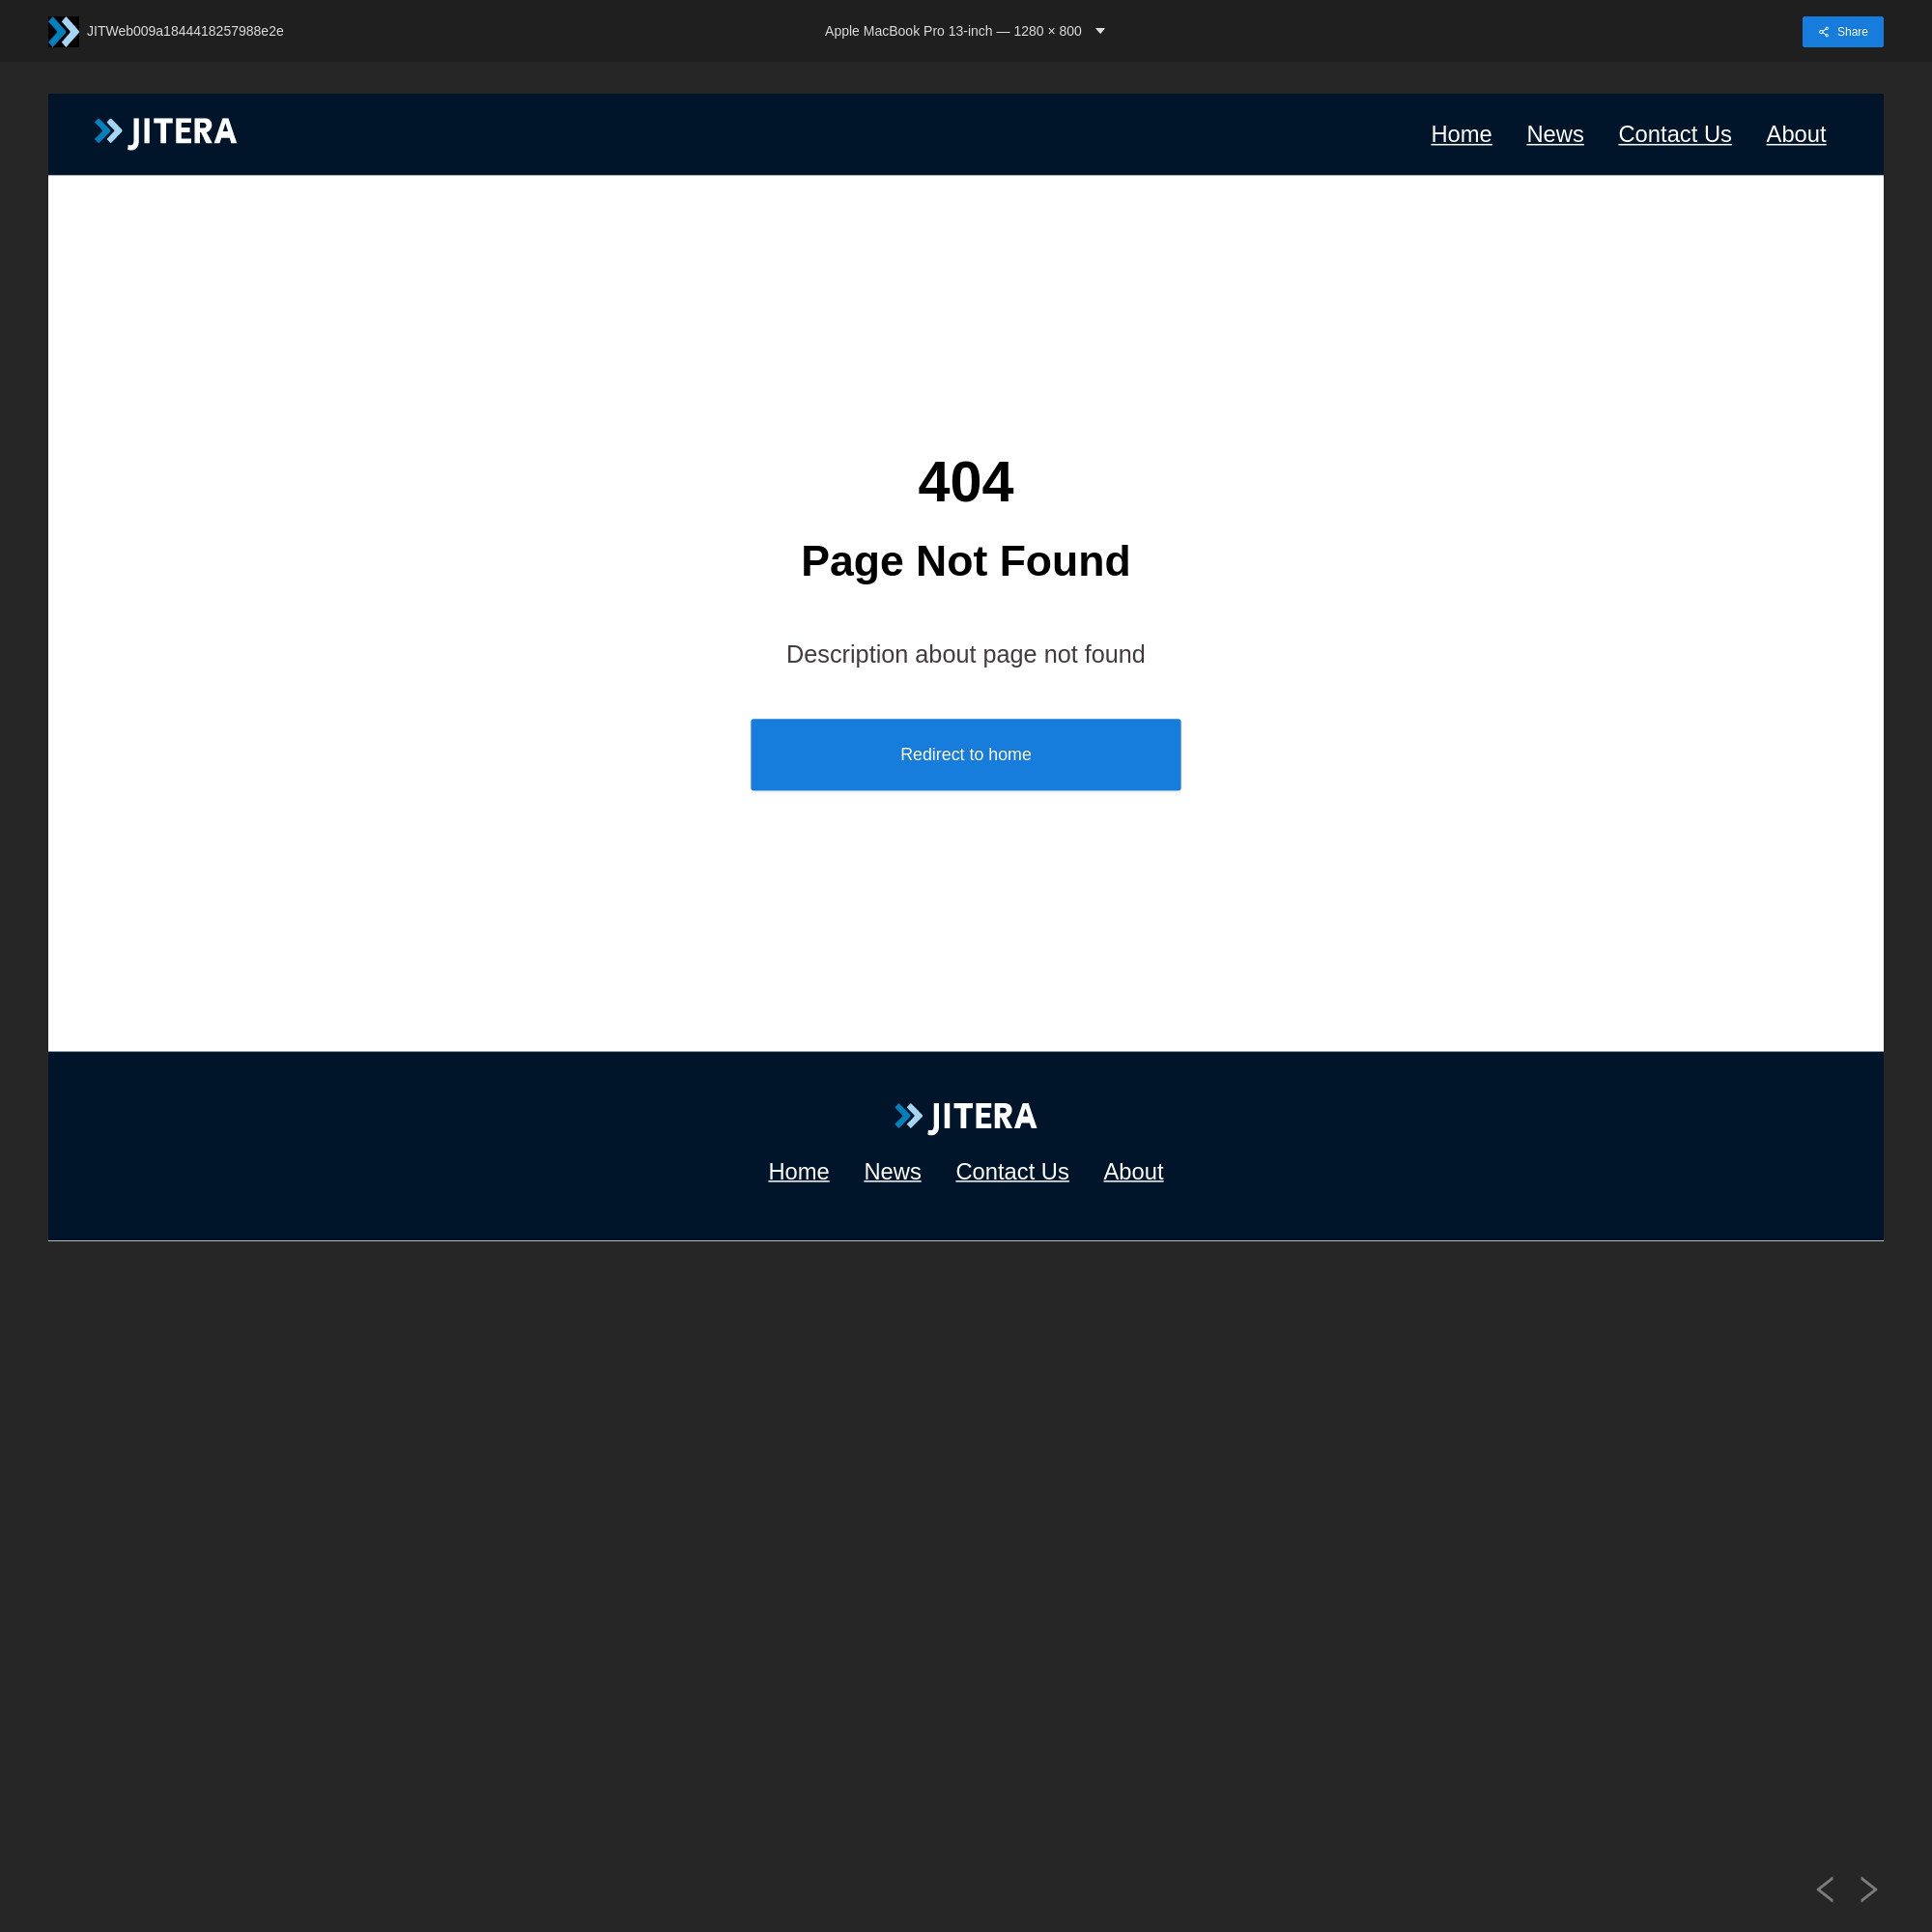 JITWeb009a1844418257988e2e
Apple MacBook Pro 13-inch — 1280 × 800
Share
JITERA
Home News Contact Us About
404
Page Not Found
Description about page not found
Redirect to home
JITERA
Home News Contact Us About